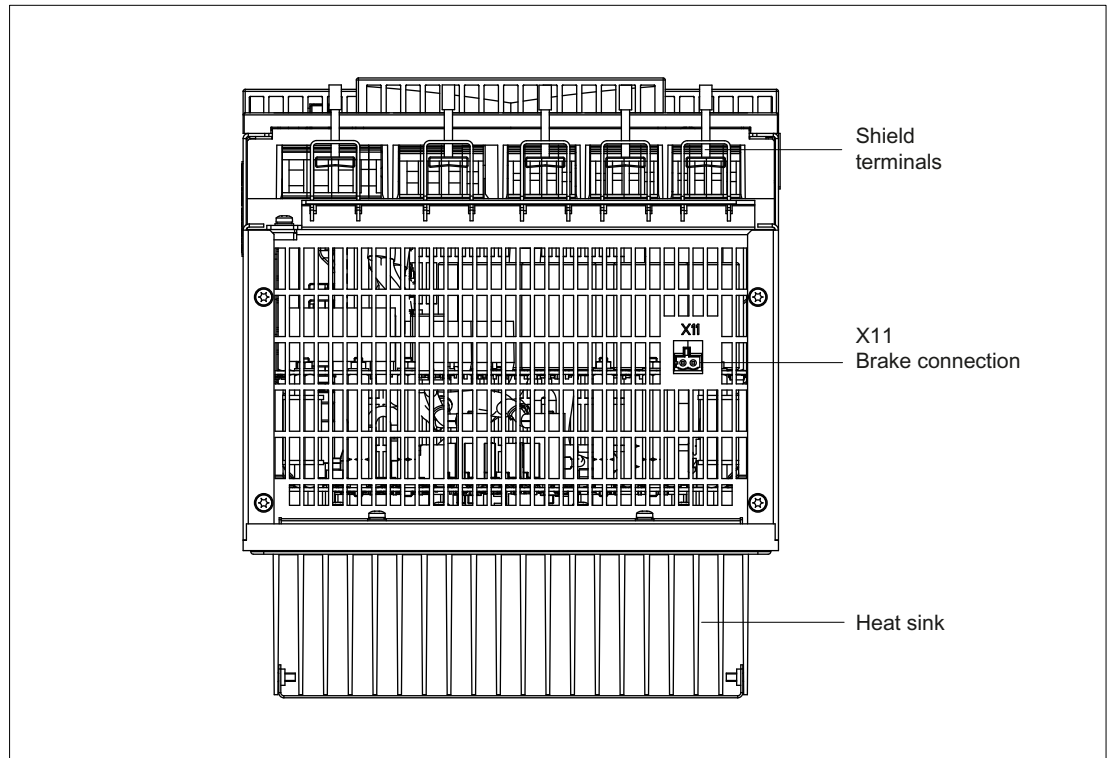 Shield
terminals
X11
X11
Brake connection
Heat sink